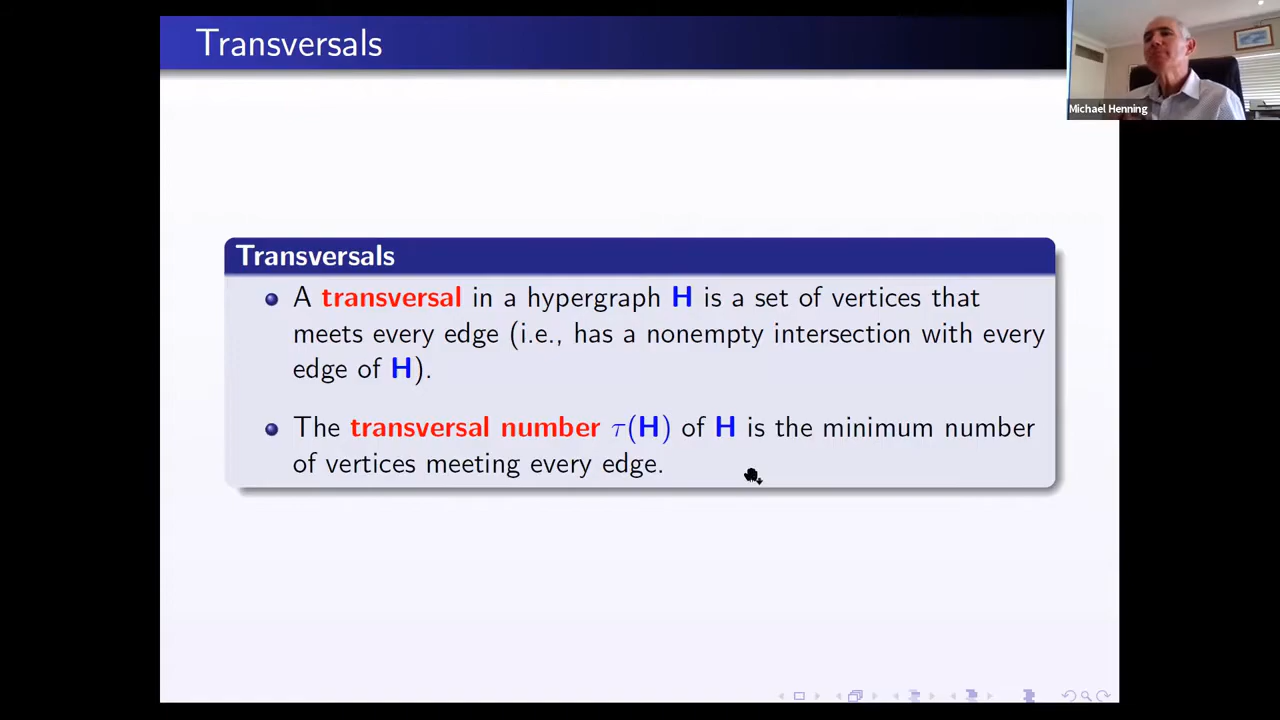 Transversals
Michael Henning
Transversals
A transversal in a hypergraph H is a set of vertices that
meets every edge (i.e., has a nonempty intersection with every
edge of H).
The transversal number τ(H) of H is the minimum number
of vertices meeting every edge.